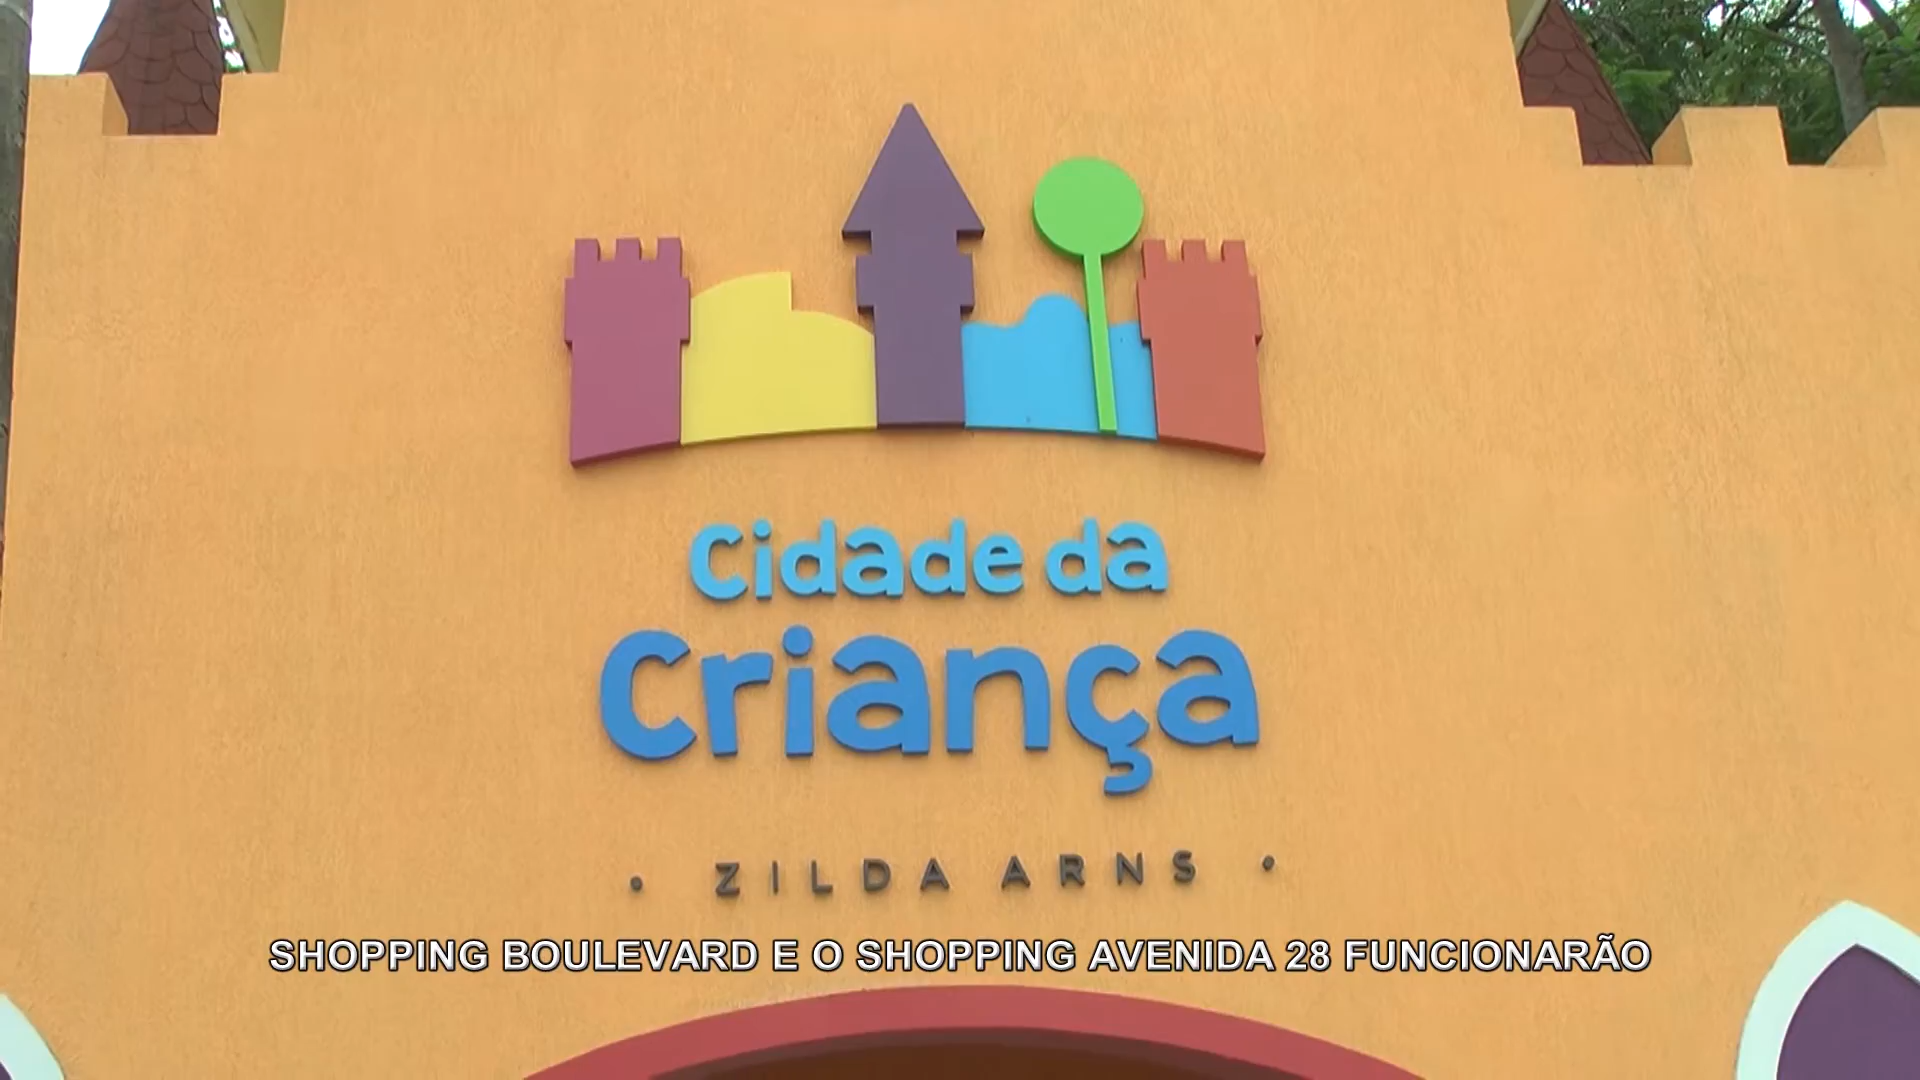 Cidade da
Criança
• ZILDA ARNS •
SHOPPING BOULEVARD E O SHOPPING AVENIDA 28 FUNCIONARÃO